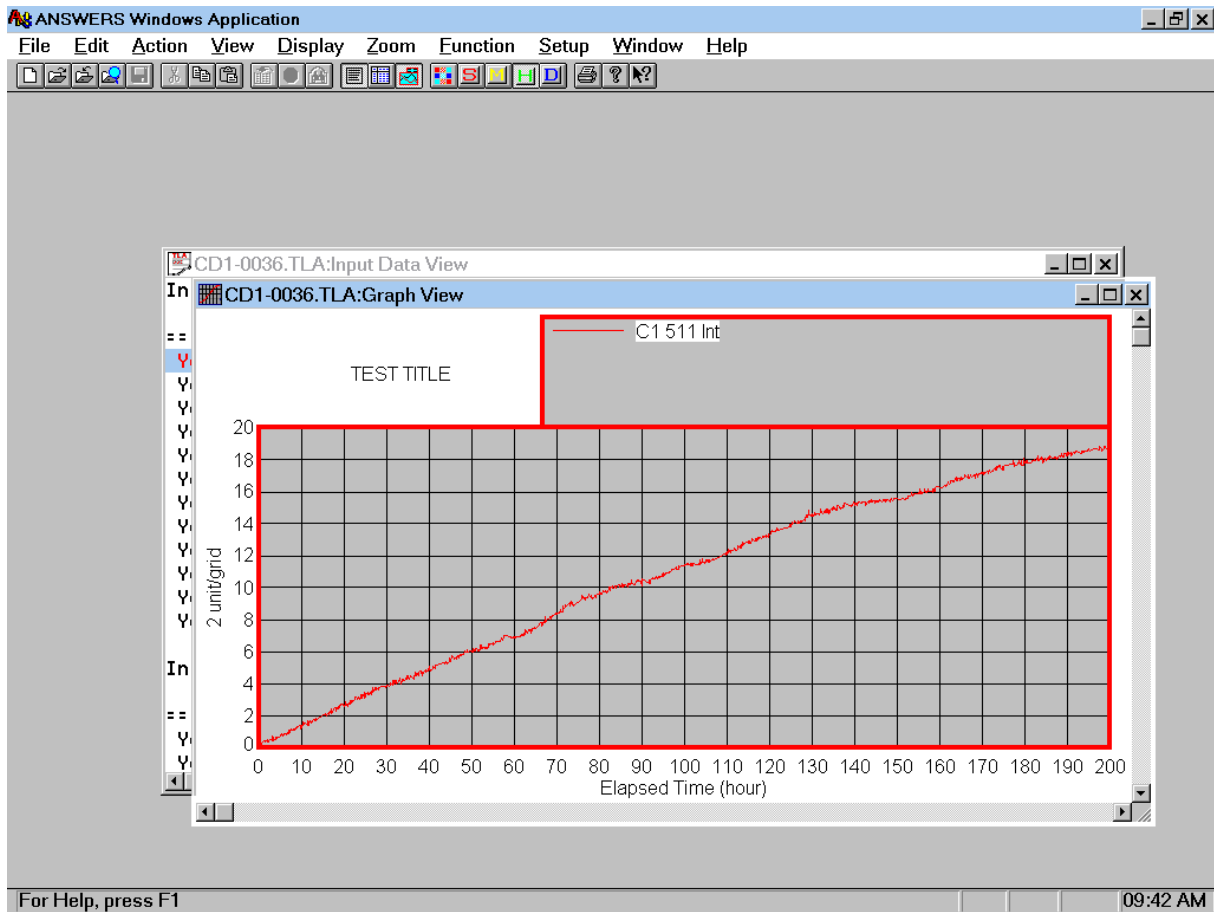 ANSWERS Windows Application
File Edit Action View Display Zoom Function Setup Window Help
S M H D
CD1-0036.TLA:Input Data View
In
CD1-0036.TLA:Graph View
==
C1 511 Int
TEST TITLE
20
18
16
14
12
10
8
6
4
2
0
2 unit/grid
In
==
0 10 20 30 40 50 60 70 80 90 100 110 120 130 140 150 160 170 180 190 200
Elapsed Time (hour)
For Help, press F1
09:42 AM